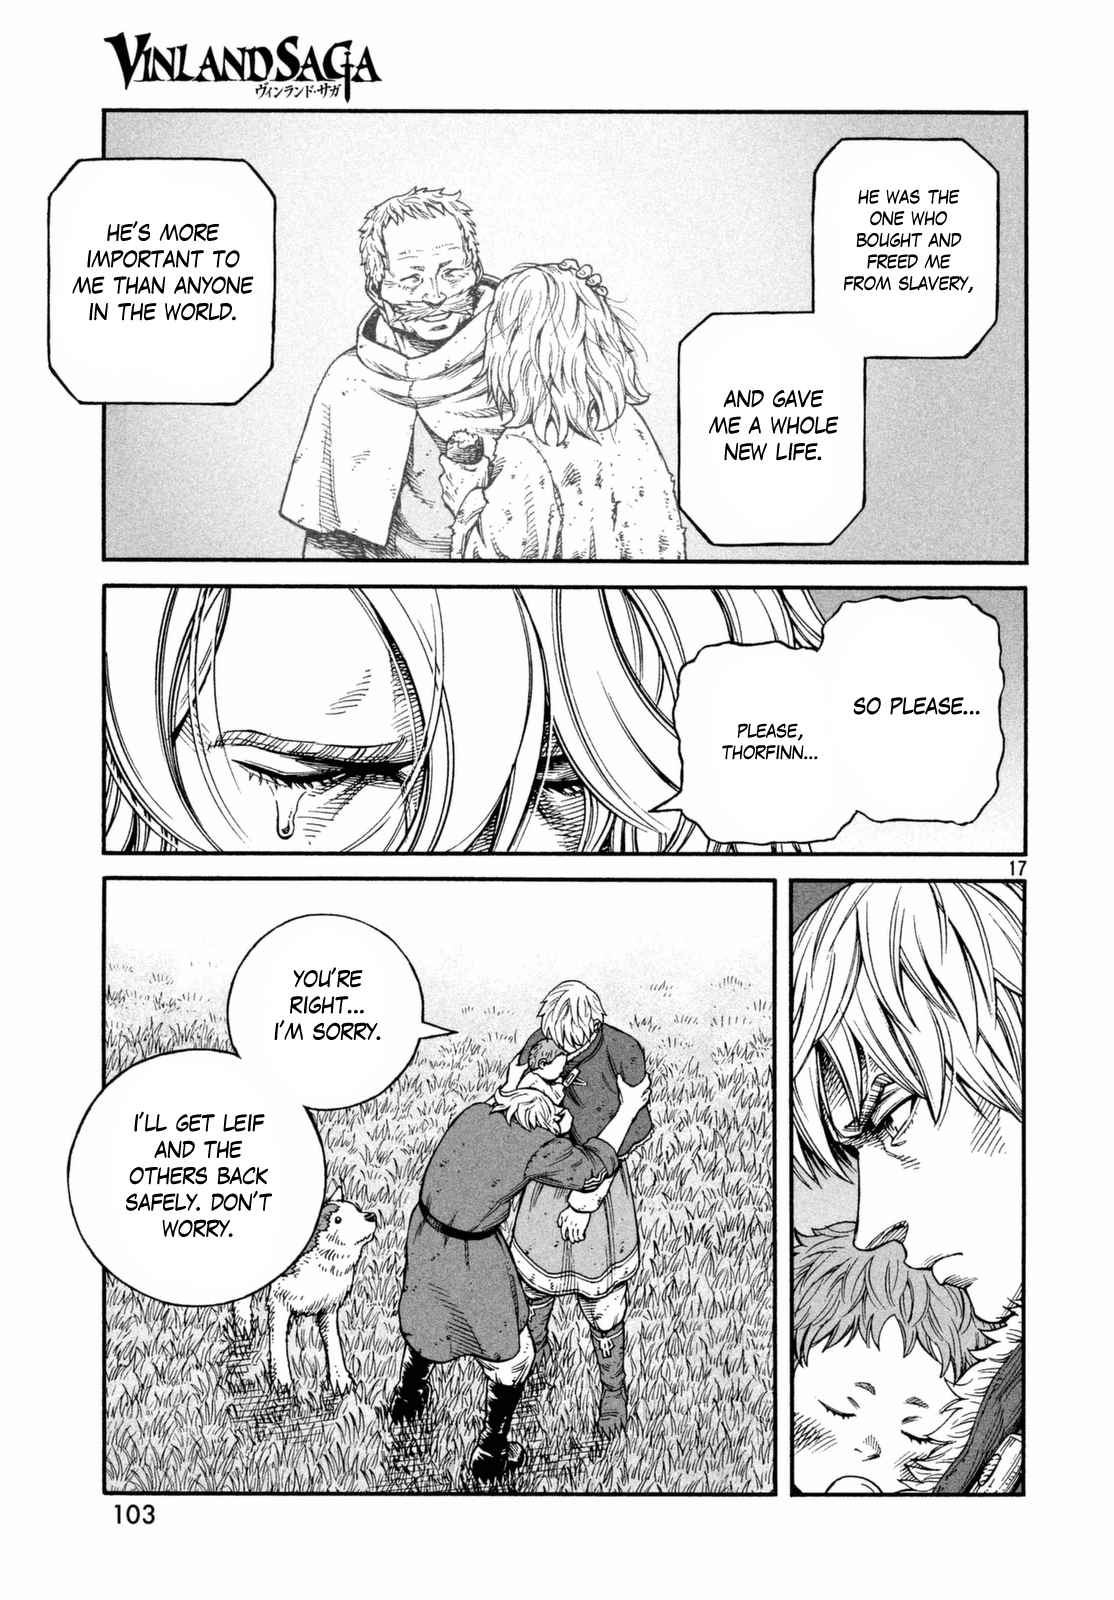 VINLAND SAGA
ヴィンランド・サガ
HE WAS THE
ONE WHO
BOUGHT AND
FREED ME
FROM SLAVERY,
AND GAVE
ME A WHOLE
NEW LIFE.
HE'S MORE
IMPORTANT TO
ME THAN ANYONE
IN THE WORLD.
SO PLEASE...
PLEASE,
THORFINN...
17
YOU'RE
RIGHT...
I'M SORRY.
I'LL GET LEIF
AND THE
OTHERS BACK
SAFELY. DON'T
WORRY.
103